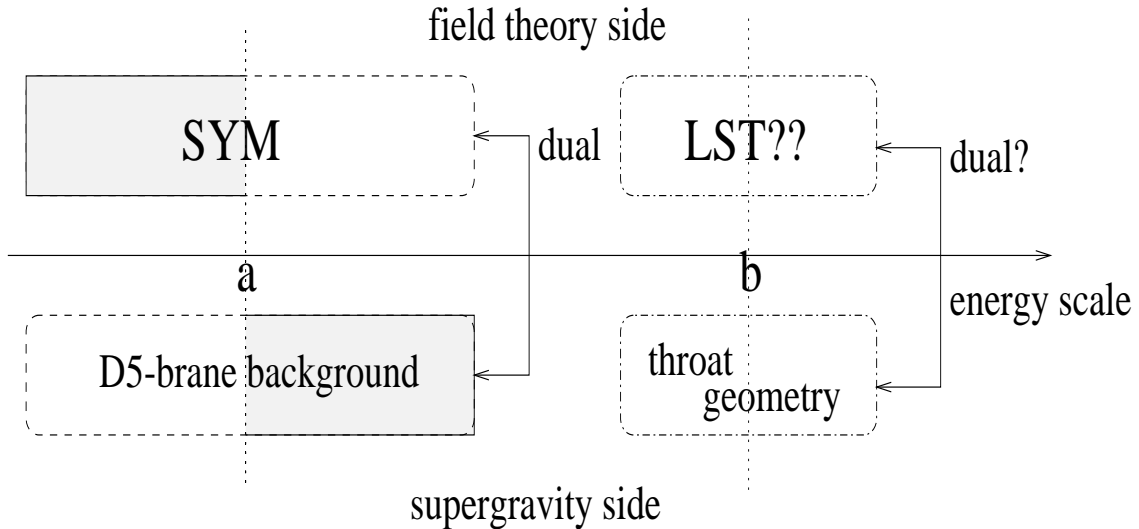 field theory side
SYM
dual
LST??
dual?
a
b
energy scale
D5-brane background
throat
geometry
supergravity side